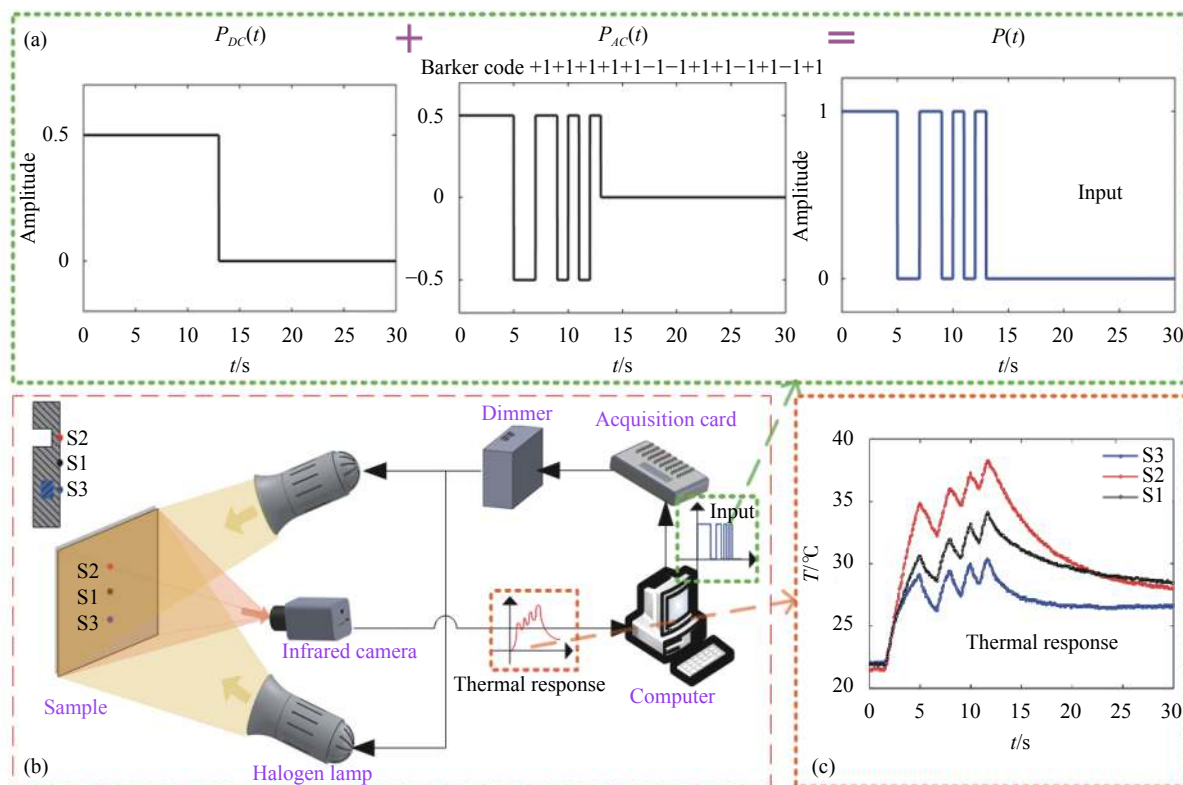 (a)
P_DC(t)
+
P_AC(t)
=
P(t)
Barker code +1+1+1+1+1−1−1+1+1−1+1−1+1
Amplitude
0.5
0
0 5 10 15 20 25 30
t/s
Amplitude
0.5
0
−0.5
0 5 10 15 20 25 30
t/s
Amplitude
1
0
Input
0 5 10 15 20 25 30
t/s
S2
S1
S3
Dimmer
Acquisition card
Input
S2
S1
S3
Infrared camera
Thermal response
Computer
Sample
Halogen lamp
(b)
40
35
30
25
20
T/℃
S3
S2
S1
Thermal response
0 5 10 15 20 25 30
t/s
(c)